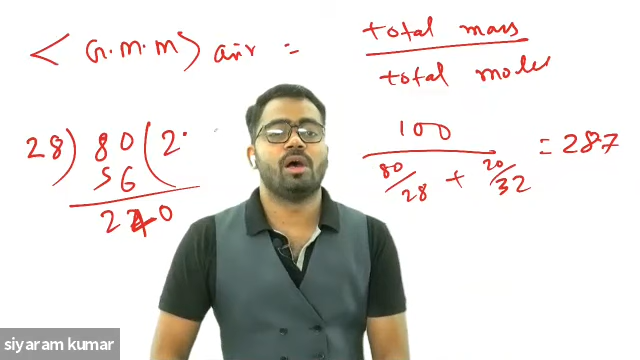 < G.M.M > air = total mass / total moles
28 ) 80 ( 2.
56
240
100 / 80/28 + 20/32 = 287
siyaram kumar